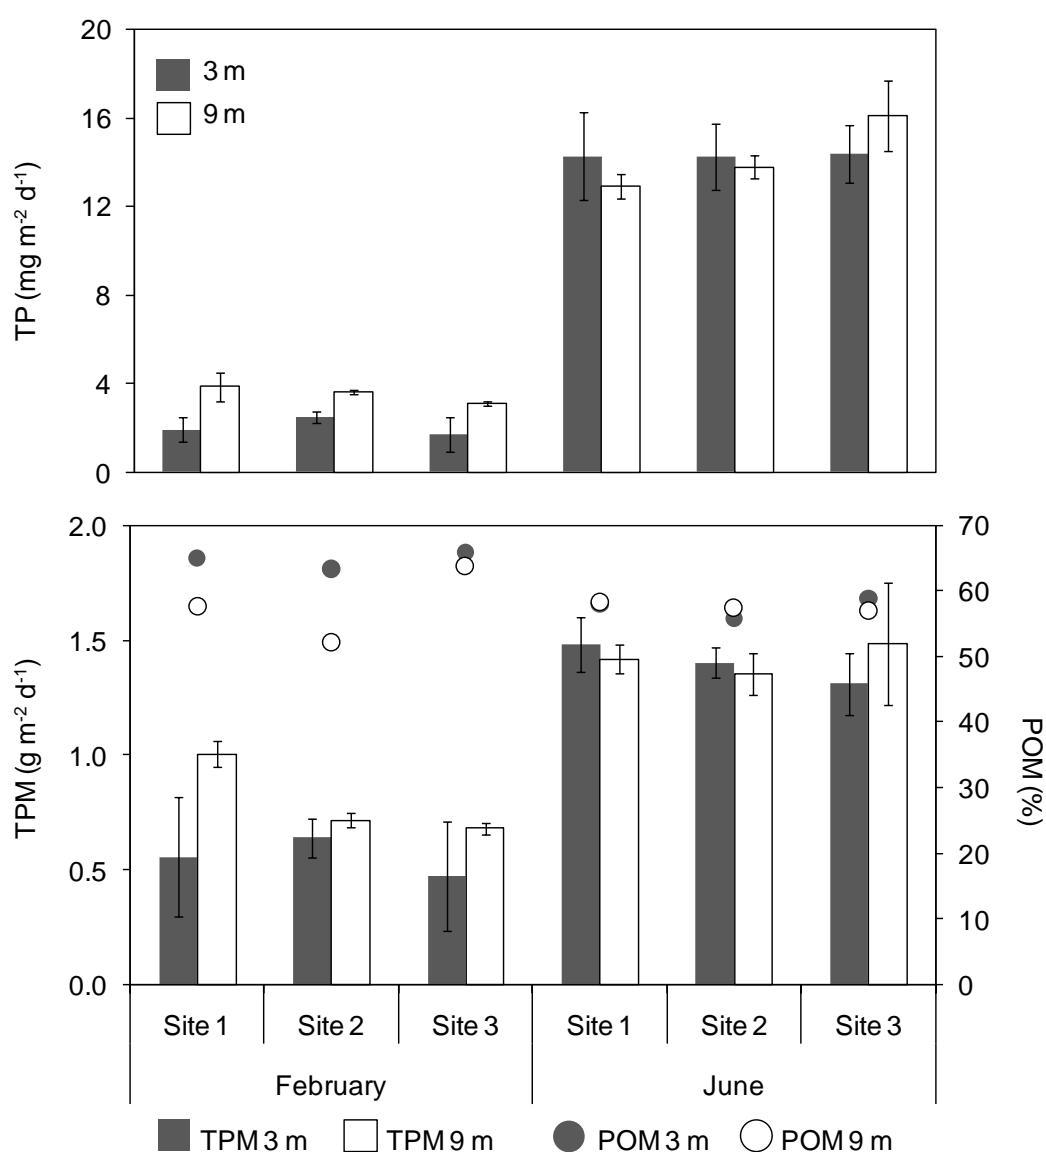 20
16
12
8
4
0
TP (mg m-2 d-1)
3 m
9 m
2.0
1.5
1.0
0.5
0.0
TPM (g m-2 d-1)
70
60
50
40
30
20
10
0
POM (%)
Site 1 Site 2 Site 3 Site 1 Site 2 Site 3
February June
TPM 3 m TPM 9 m POM 3 m POM 9 m